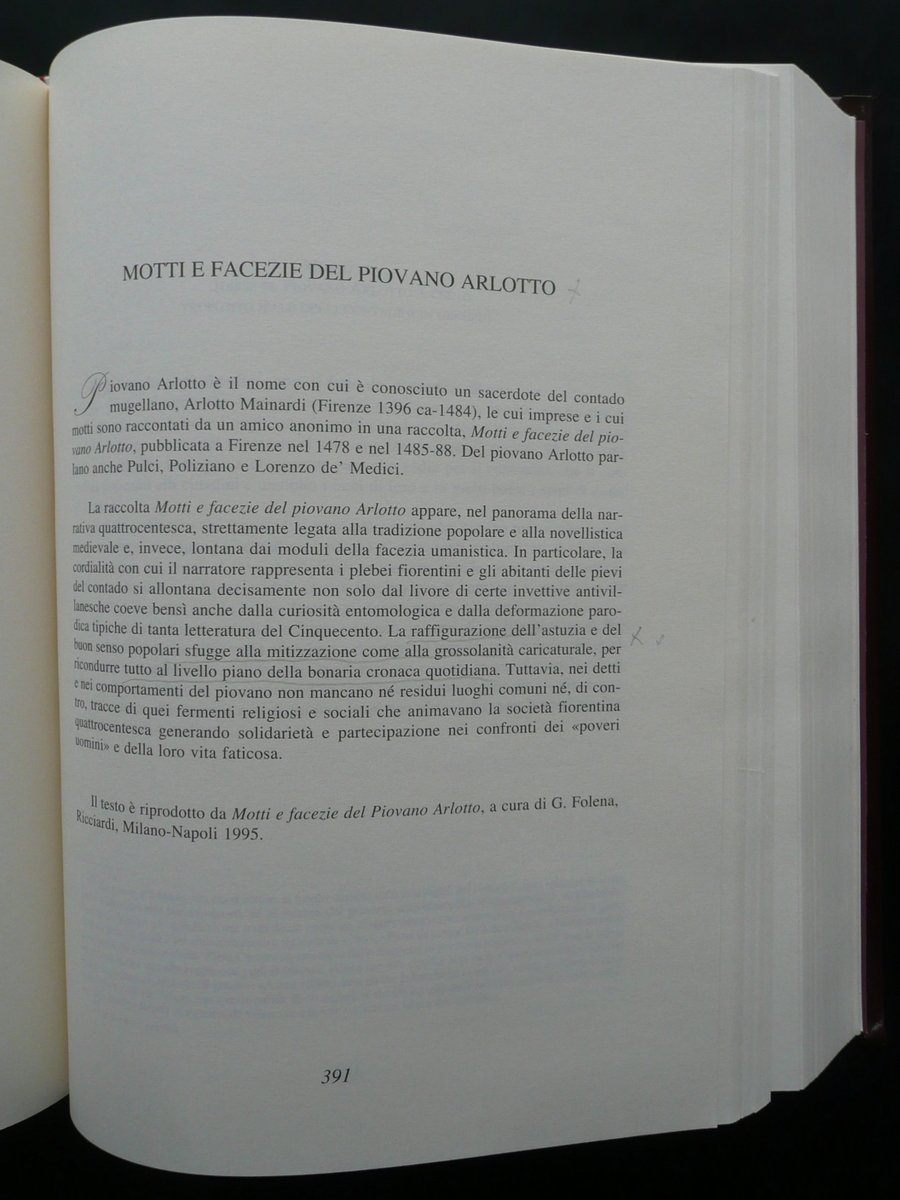 MOTTI E FACEZIE DEL PIOVANO ARLOTTO
Piovano Arlotto è il nome con cui è conosciuto un sacerdote del contado
mugellano, Arlotto Mainardi (Firenze 1396 ca-1484), le cui imprese e i cui
motti sono raccontati da un amico anonimo in una raccolta, Motti e facezie del pio-
vano Arlotto, pubblicata a Firenze nel 1478 e nel 1485-88. Del piovano Arlotto par-
lano anche Pulci, Poliziano e Lorenzo de' Medici.
La raccolta Motti e facezie del piovano Arlotto appare, nel panorama della nar-
rativa quattrocentesca, strettamente legata alla tradizione popolare e alla novellistica
medievale e, invece, lontana dai moduli della facezia umanistica. In particolare, la
cordialità con cui il narratore rappresenta i plebei fiorentini e gli abitanti delle pievi
del contado si allontana decisamente non solo dal livore di certe invettive antivil-
lanesche coeve bensì anche dalla curiosità entomologica e dalla deformazione paro-
dica tipiche di tanta letteratura del Cinquecento. La raffigurazione dell'astuzia e del
buon senso popolari sfugge alla mitizzazione come alla grossolanità caricaturale, per
ricondurre tutto al livello piano della bonaria cronaca quotidiana. Tuttavia, nei detti
e nei comportamenti del piovano non mancano né residui luoghi comuni né, di con-
tro, tracce di quei fermenti religiosi e sociali che animavano la società fiorentina
quattrocentesca generando solidarietà e partecipazione nei confronti dei «poveri
uomini» e della loro vita faticosa.
Il testo è riprodotto da Motti e facezie del Piovano Arlotto, a cura di G. Folena,
Ricciardi, Milano-Napoli 1995.
391